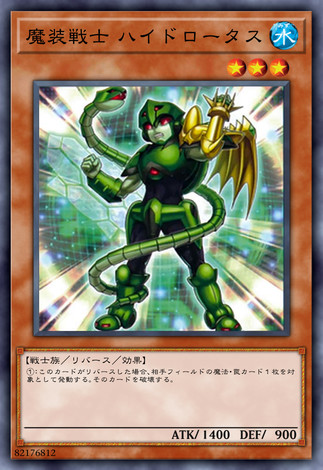 魔装戦士 ハイドロータス
水
【戦士族／リバース／効果】
①：このカードがリバースした場合、相手フィールドの魔法・罠カード１枚を対
象として発動する。そのカードを破壊する。
ATK/ 1400 DEF/ 900
82176812